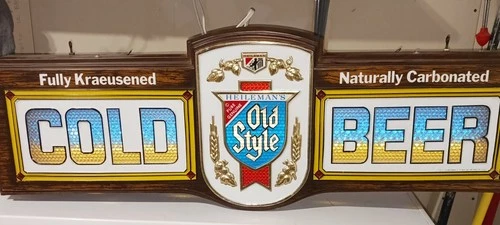 Fully Kraeusened
Naturally Carbonated
COLD
HEILEMAN'S
Old
Style
BEER